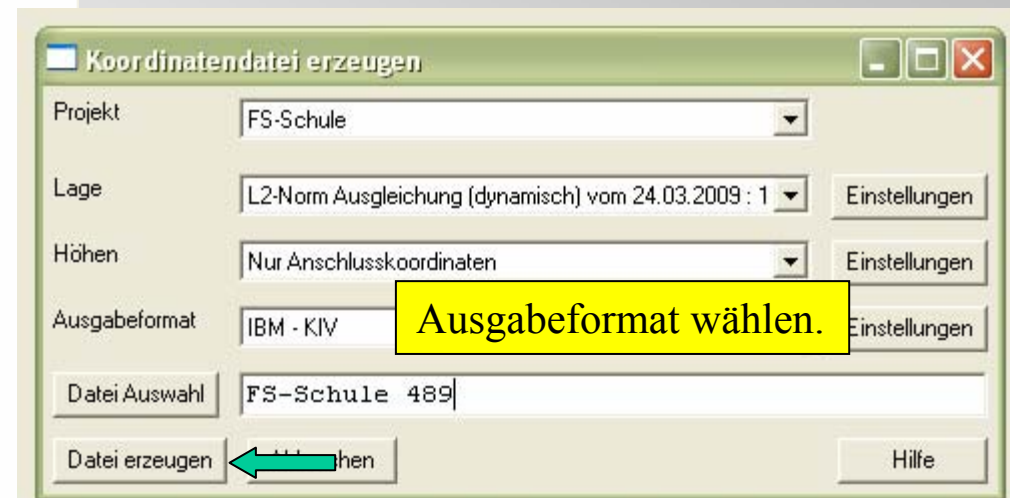 Koordinatendatei erzeugen
Projekt FS-Schule
Lage L2-Norm Ausgleichung (dynamisch) vom 24.03.2009 : 1 Einstellungen
Höhen Nur Anschlusskoordinaten Einstellungen
Ausgabeformat IBM - KIV Ausgabeformat wählen. Einstellungen
Datei Auswahl FS-Schule 489
Datei erzeugen Hilfe